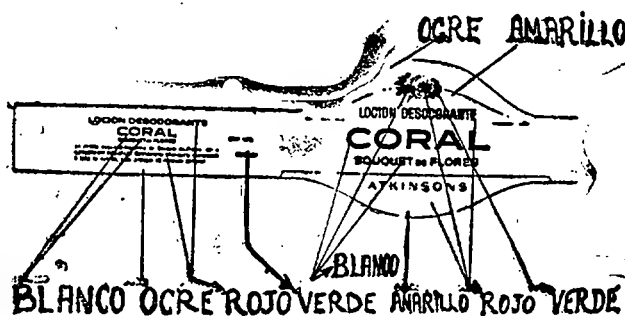 OCRE AMARILLO
LOCION DESODORANTE
CORAL
LOCION DESODORANTE
CORAL
BOUQUET DE FLORES
ATKINSONS
BLANCO
BLANCO OCRE ROJO VERDE AMARILLO ROJO VERDE